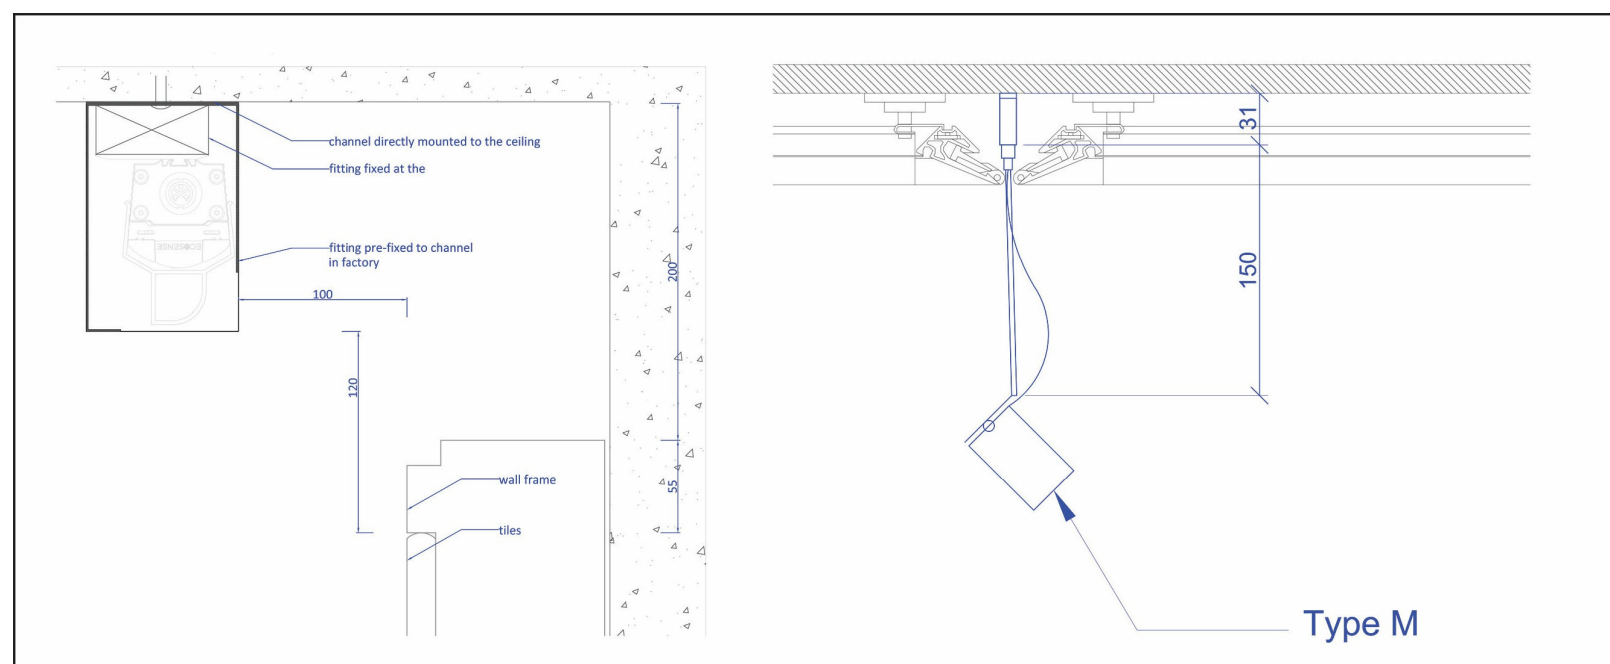 channel directly mounted to the ceiling
fitting fixed at the
ECOSENSE
fitting pre-fixed to channel
in factory
100
200
120
wall frame
55
tiles
31
150
Type M